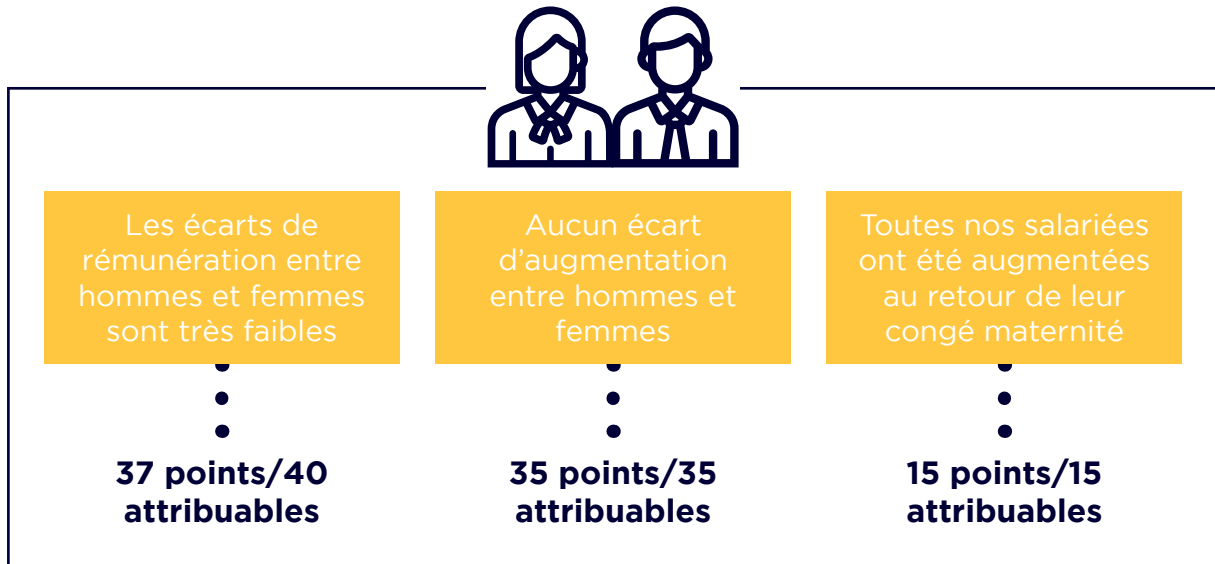 Les écarts de
rémunération entre
hommes et femmes
sont très faibles
37 points/40
attribuables
Aucun écart
d’augmentation
entre hommes et
femmes
35 points/35
attribuables
Toutes nos salariées
ont été augmentées
au retour de leur
congé maternité
15 points/15
attribuables